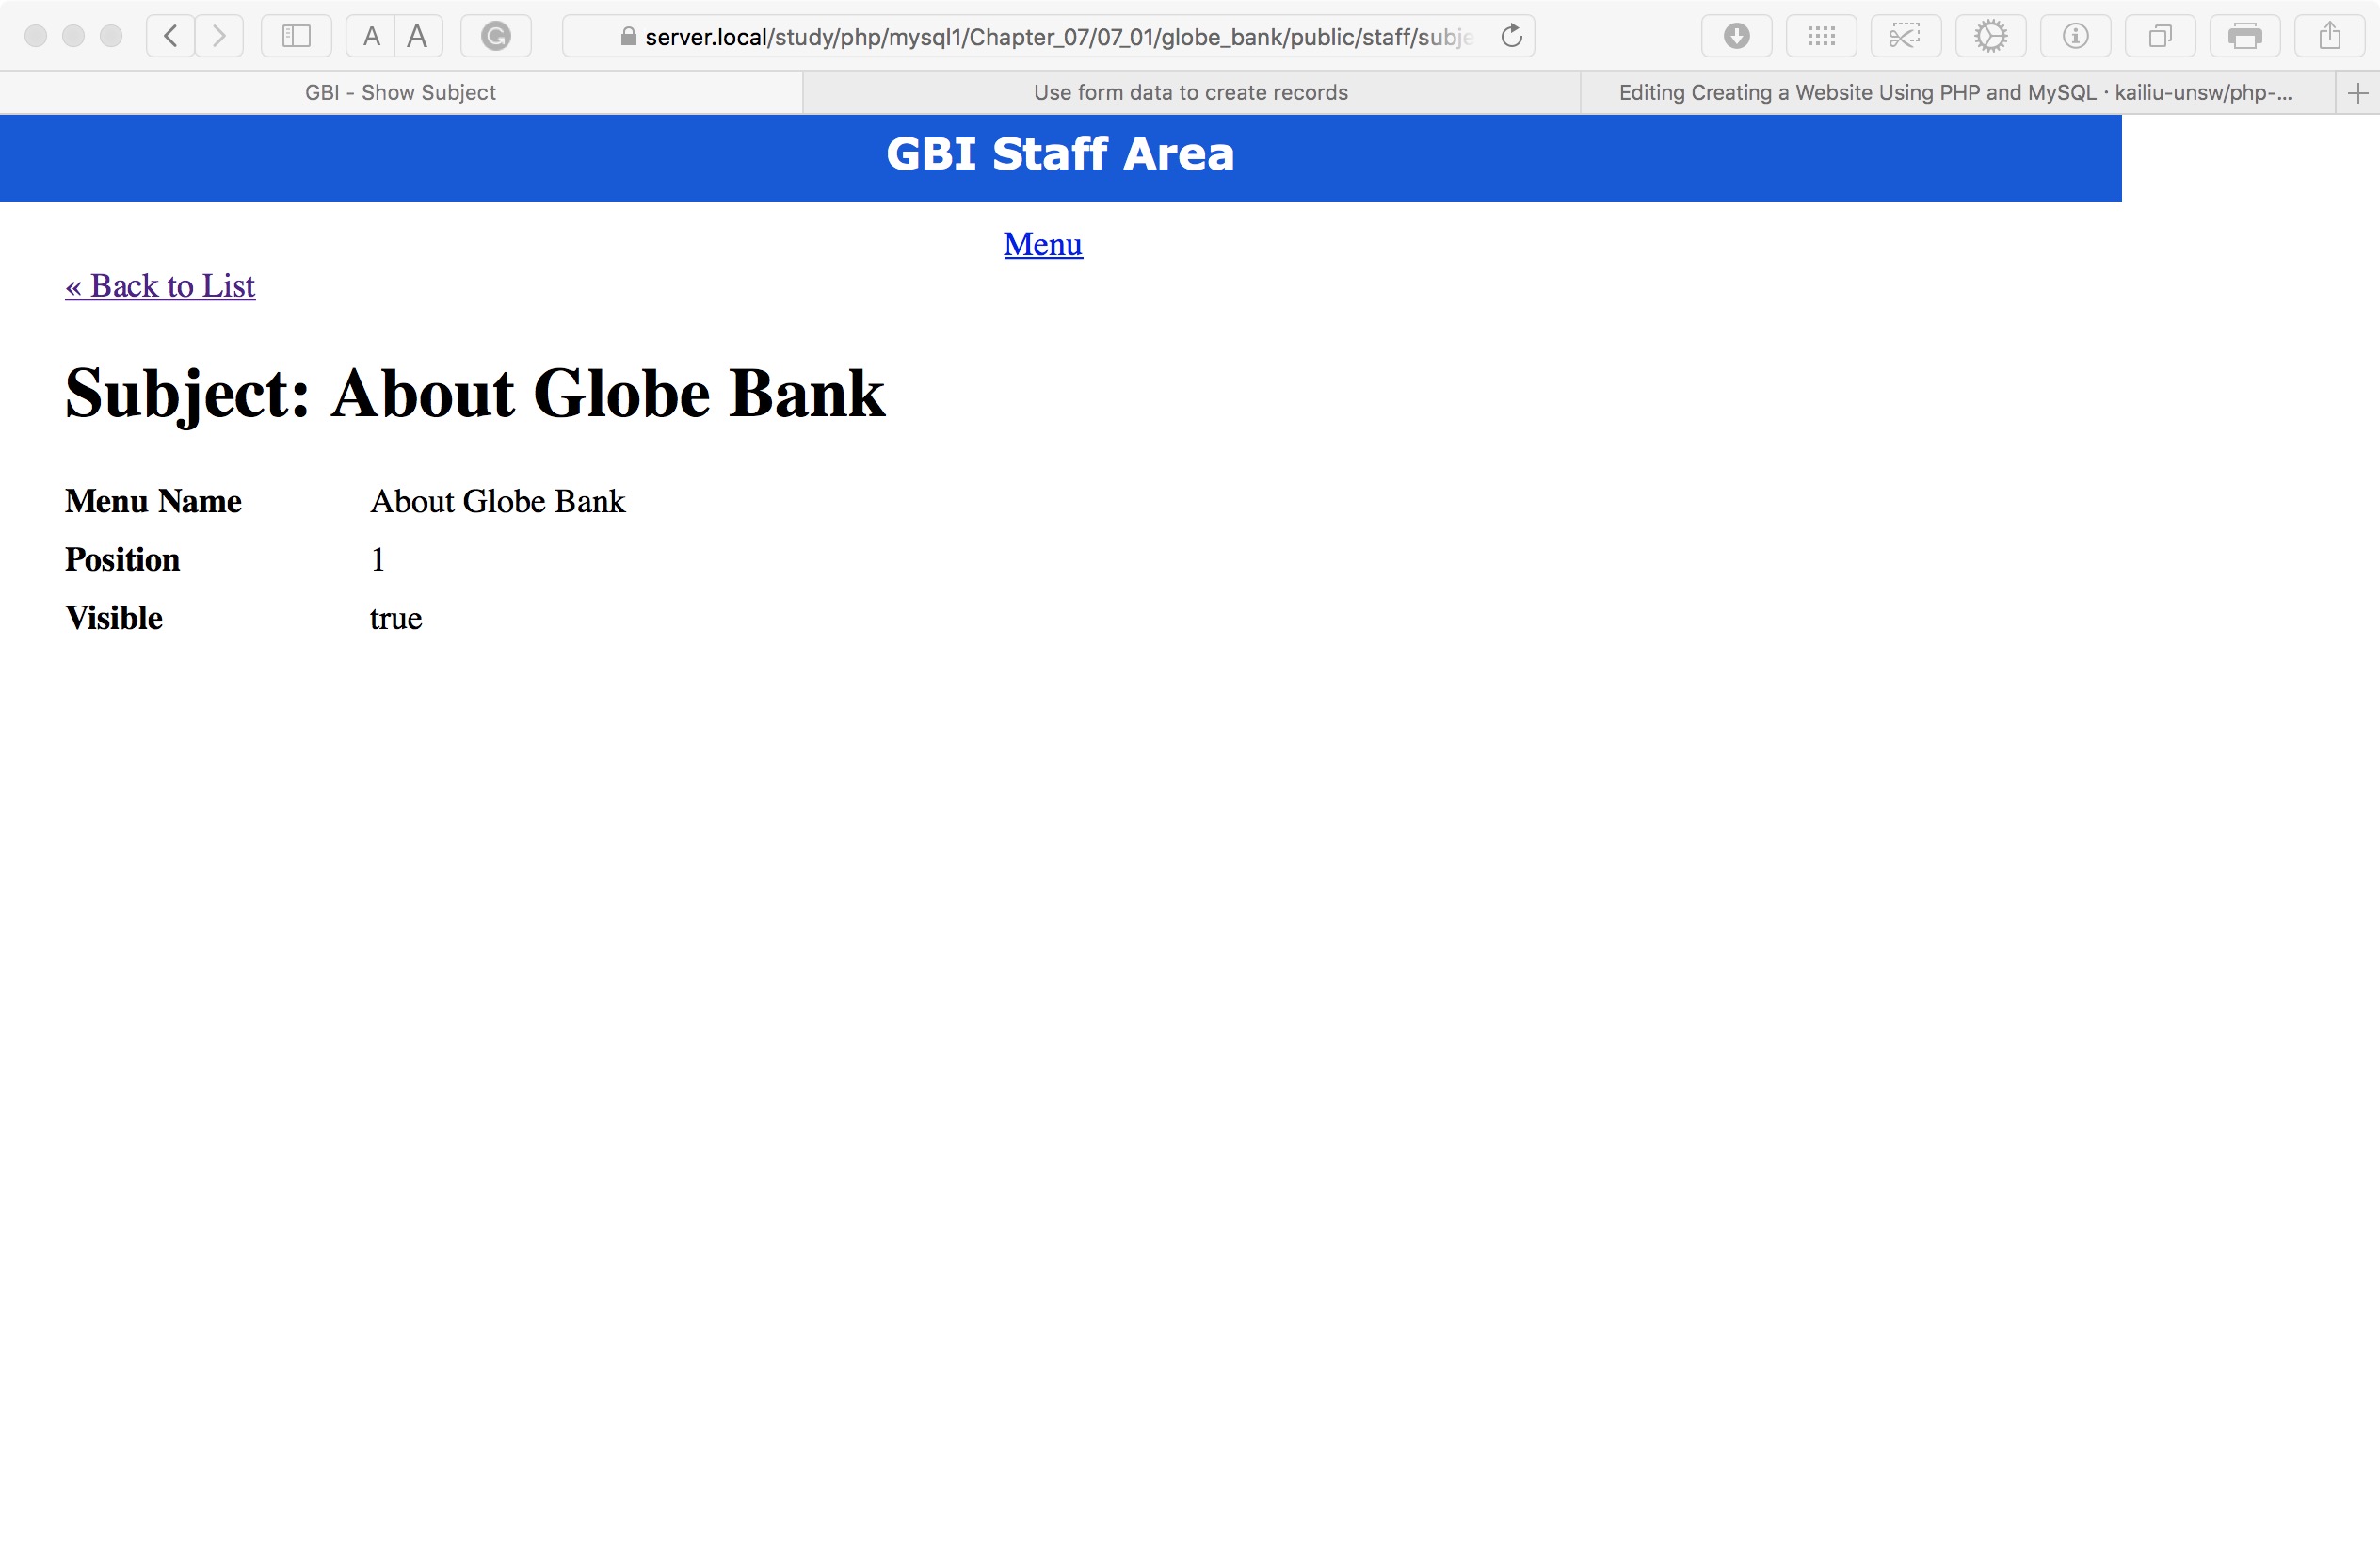 A A server.local/study/php/mysql1/Chapter_07/07_01/globe_bank/public/staff/subje
GBI - Show Subject Use form data to create records Editing Creating a Website Using PHP and MySQL · kailiu-unsw/php-...
GBI Staff Area
Menu
« Back to List
Subject: About Globe Bank
Menu Name About Globe Bank
Position 1
Visible true